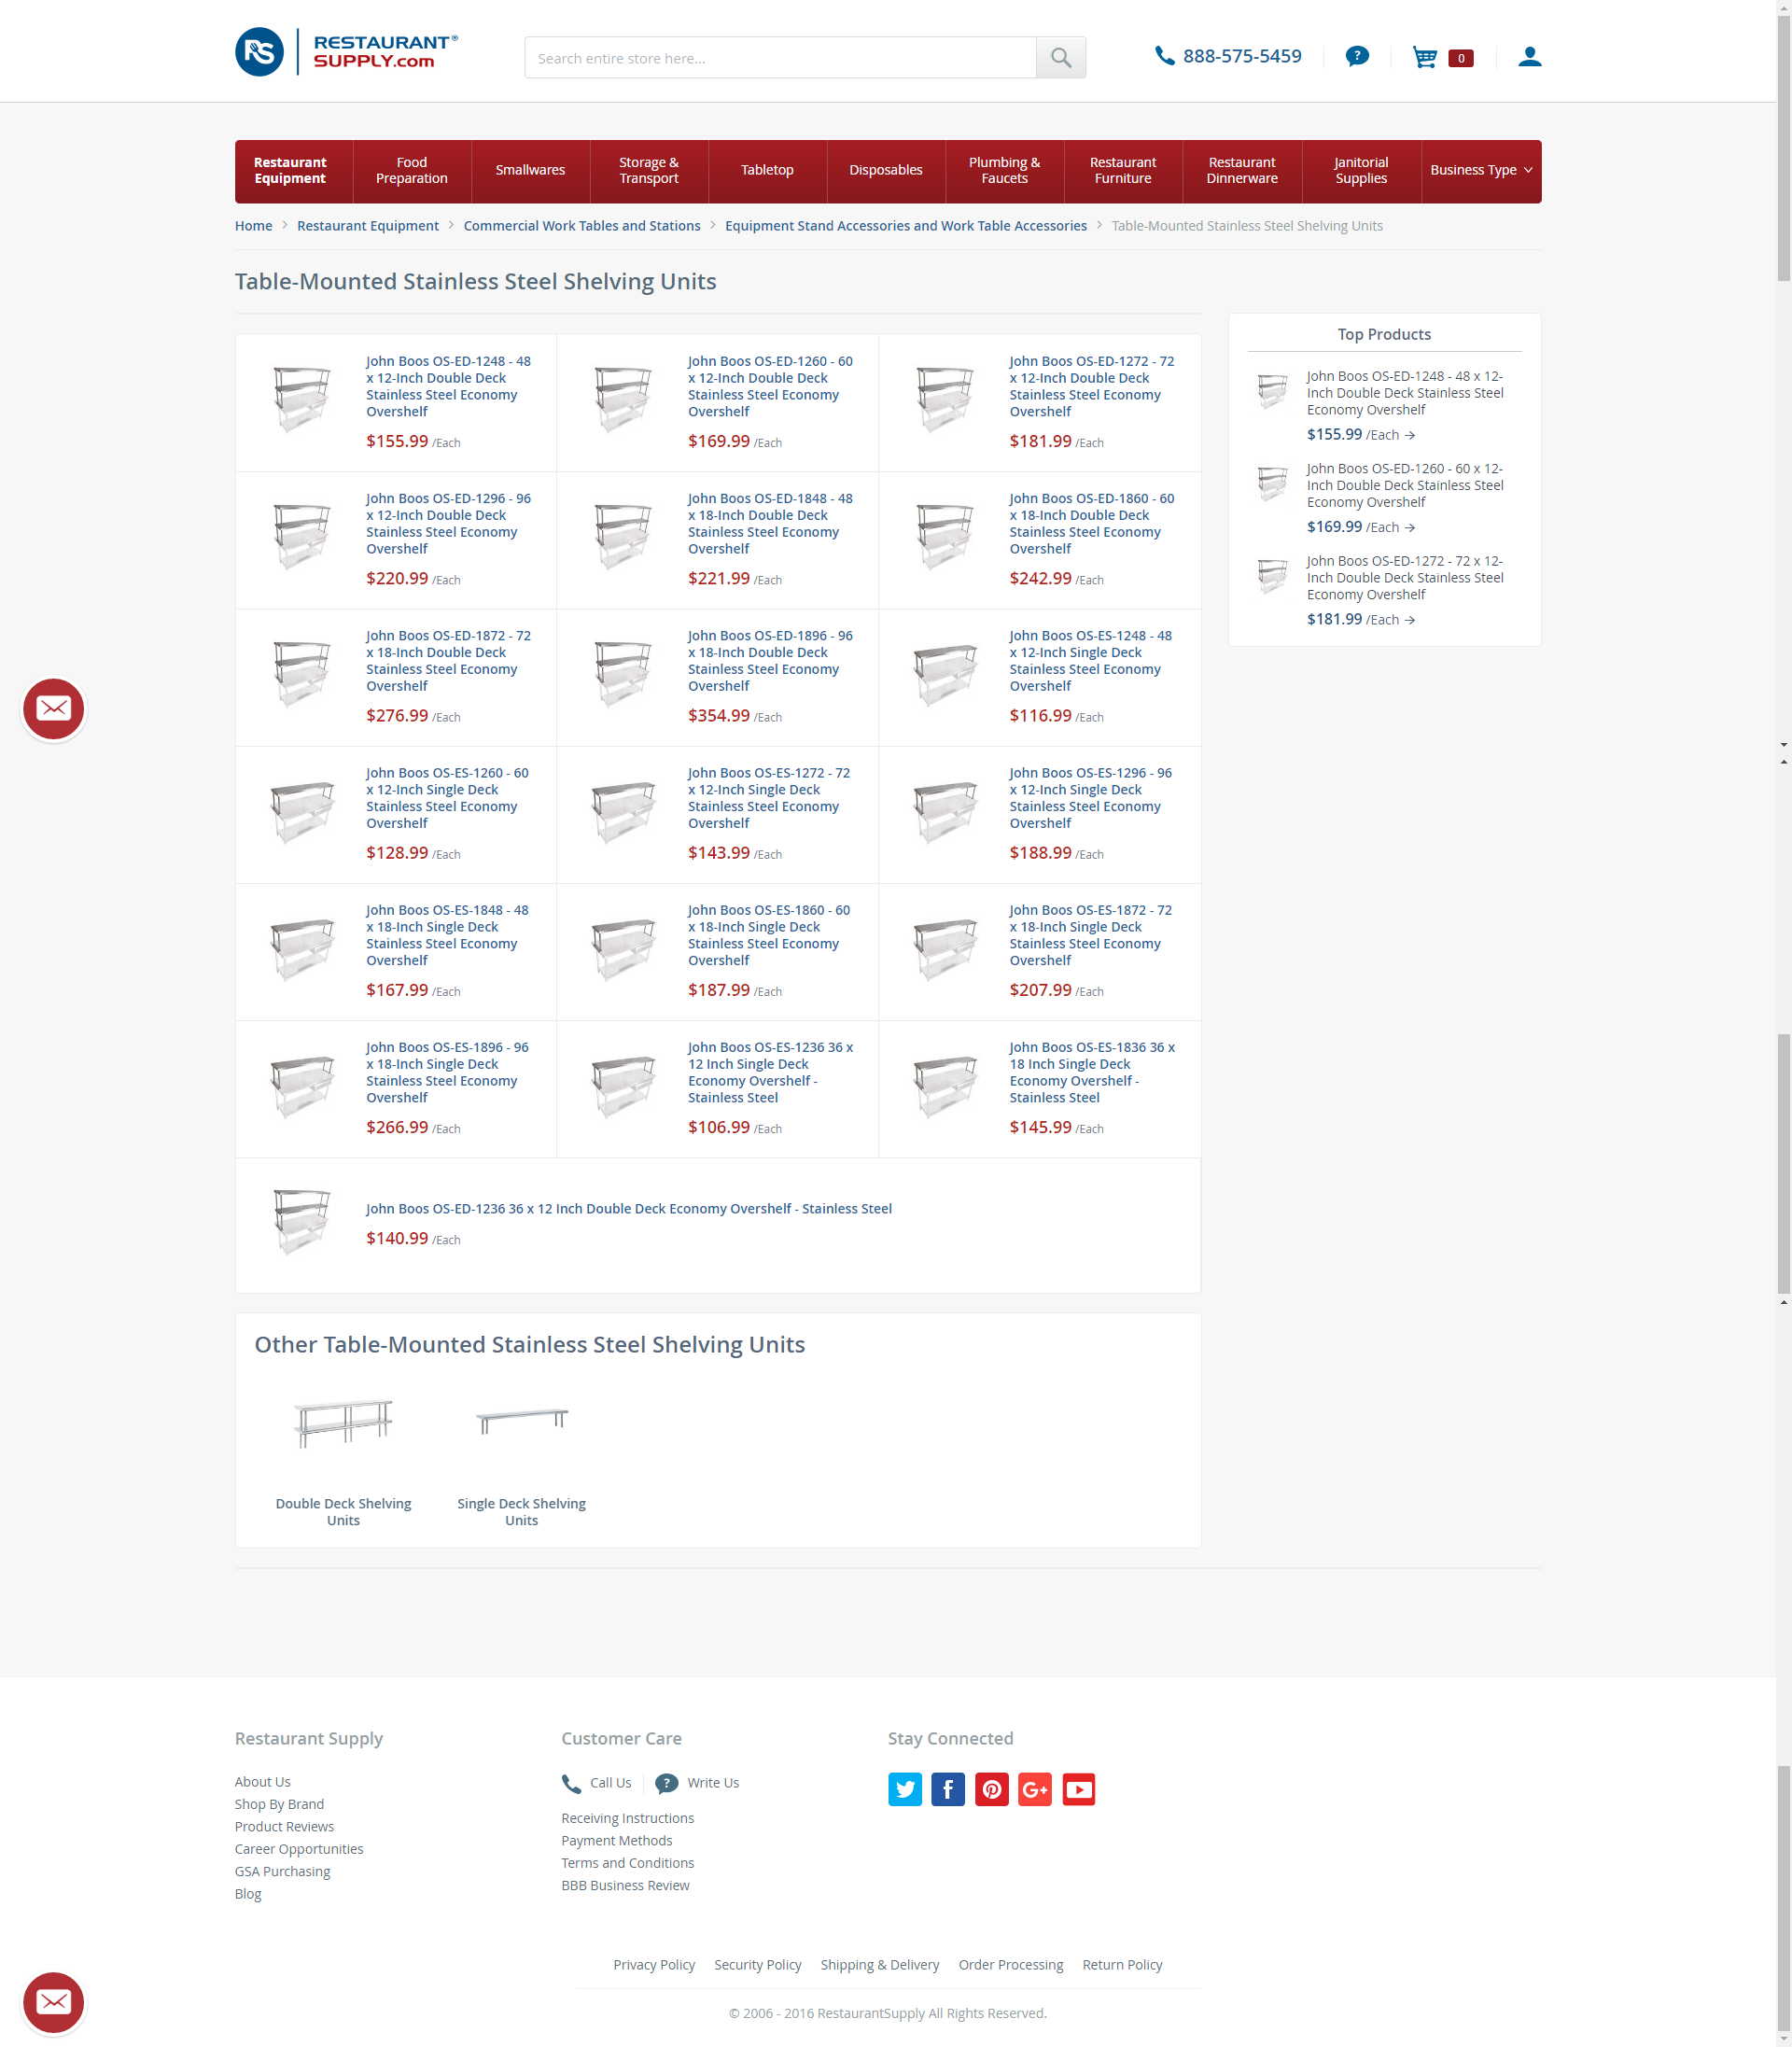 RS RESTAURANT®
SUPPLY.com
Search entire store here...
888-575-5459
?
0
Restaurant
Equipment
Food
Preparation
Smallwares
Storage &
Transport
Tabletop
Disposables
Plumbing &
Faucets
Restaurant
Furniture
Restaurant
Dinnerware
Janitorial
Supplies
Business Type
Home > Restaurant Equipment > Commercial Work Tables and Stations > Equipment Stand Accessories and Work Table Accessories > Table-Mounted Stainless Steel Shelving Units
Table-Mounted Stainless Steel Shelving Units
John Boos OS-ED-1248 - 48
x 12-Inch Double Deck
Stainless Steel Economy
Overshelf
$155.99 /Each
John Boos OS-ED-1260 - 60
x 12-Inch Double Deck
Stainless Steel Economy
Overshelf
$169.99 /Each
John Boos OS-ED-1272 - 72
x 12-Inch Double Deck
Stainless Steel Economy
Overshelf
$181.99 /Each
John Boos OS-ED-1296 - 96
x 12-Inch Double Deck
Stainless Steel Economy
Overshelf
$220.99 /Each
John Boos OS-ED-1848 - 48
x 18-Inch Double Deck
Stainless Steel Economy
Overshelf
$221.99 /Each
John Boos OS-ED-1860 - 60
x 18-Inch Double Deck
Stainless Steel Economy
Overshelf
$242.99 /Each
John Boos OS-ED-1872 - 72
x 18-Inch Double Deck
Stainless Steel Economy
Overshelf
$276.99 /Each
John Boos OS-ED-1896 - 96
x 18-Inch Double Deck
Stainless Steel Economy
Overshelf
$354.99 /Each
John Boos OS-ES-1248 - 48
x 12-Inch Single Deck
Stainless Steel Economy
Overshelf
$116.99 /Each
John Boos OS-ES-1260 - 60
x 12-Inch Single Deck
Stainless Steel Economy
Overshelf
$128.99 /Each
John Boos OS-ES-1272 - 72
x 12-Inch Single Deck
Stainless Steel Economy
Overshelf
$143.99 /Each
John Boos OS-ES-1296 - 96
x 12-Inch Single Deck
Stainless Steel Economy
Overshelf
$188.99 /Each
John Boos OS-ES-1848 - 48
x 18-Inch Single Deck
Stainless Steel Economy
Overshelf
$167.99 /Each
John Boos OS-ES-1860 - 60
x 18-Inch Single Deck
Stainless Steel Economy
Overshelf
$187.99 /Each
John Boos OS-ES-1872 - 72
x 18-Inch Single Deck
Stainless Steel Economy
Overshelf
$207.99 /Each
John Boos OS-ES-1896 - 96
x 18-Inch Single Deck
Stainless Steel Economy
Overshelf
$266.99 /Each
John Boos OS-ES-1236 36 x
12 Inch Single Deck
Economy Overshelf -
Stainless Steel
$106.99 /Each
John Boos OS-ES-1836 36 x
18 Inch Single Deck
Economy Overshelf -
Stainless Steel
$145.99 /Each
John Boos OS-ED-1236 36 x 12 Inch Double Deck Economy Overshelf - Stainless Steel
$140.99 /Each
Top Products
John Boos OS-ED-1248 - 48 x 12-
Inch Double Deck Stainless Steel
Economy Overshelf
$155.99 /Each →
John Boos OS-ED-1260 - 60 x 12-
Inch Double Deck Stainless Steel
Economy Overshelf
$169.99 /Each →
John Boos OS-ED-1272 - 72 x 12-
Inch Double Deck Stainless Steel
Economy Overshelf
$181.99 /Each →
Other Table-Mounted Stainless Steel Shelving Units
Double Deck Shelving
Units
Single Deck Shelving
Units
Restaurant Supply
About Us
Shop By Brand
Product Reviews
Career Opportunities
GSA Purchasing
Blog
Customer Care
Call Us
? Write Us
Receiving Instructions
Payment Methods
Terms and Conditions
BBB Business Review
Stay Connected
f
G+
Privacy Policy Security Policy Shipping & Delivery Order Processing Return Policy
© 2006 - 2016 RestaurantSupply All Rights Reserved.